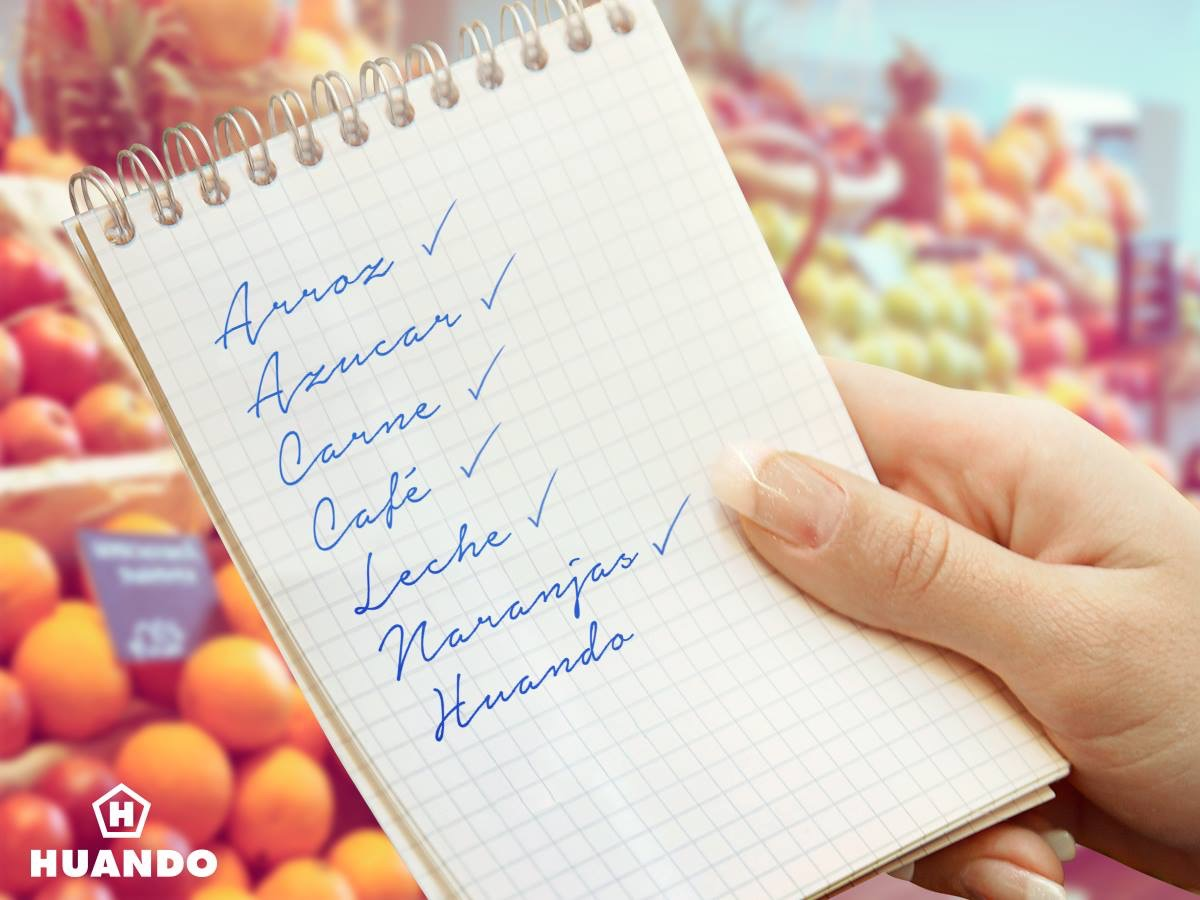 Arroz ✓
Azucar ✓
Carne ✓
Café ✓
Leche ✓
Naranjas ✓
Huando
H
HUANDO